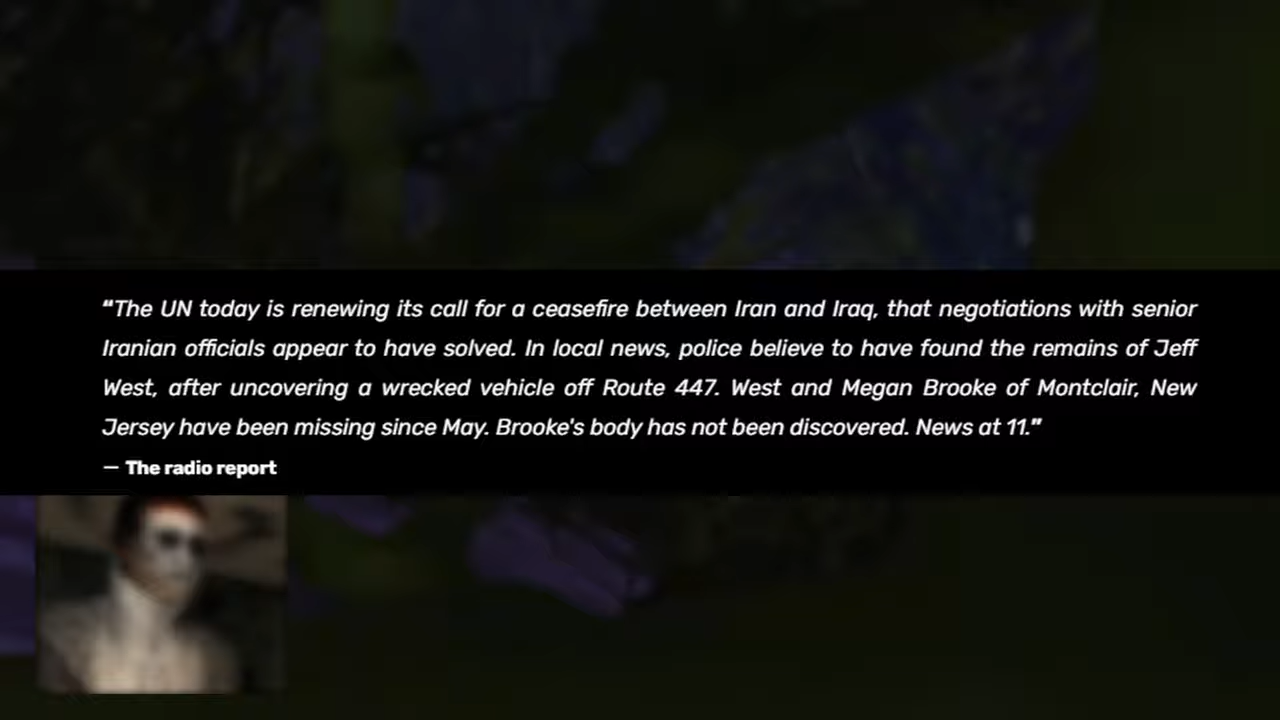 “The UN today is renewing its call for a ceasefire between Iran and Iraq, that negotiations with senior
Iranian officials appear to have solved. In local news, police believe to have found the remains of Jeff
West, after uncovering a wrecked vehicle off Route 447. West and Megan Brooke of Montclair, New
Jersey have been missing since May. Brooke's body has not been discovered. News at 11.”
— The radio report